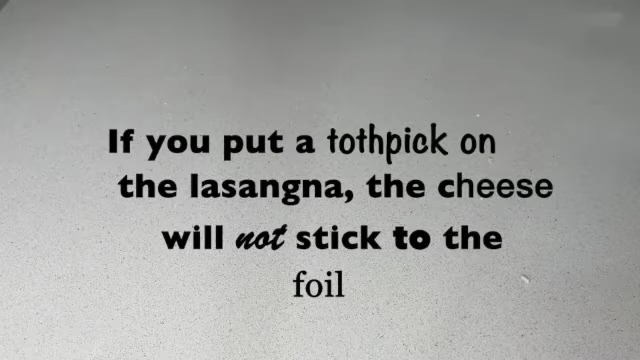 If you put a tothpick on
the lasangna, the cheese
will not stick to the
foil